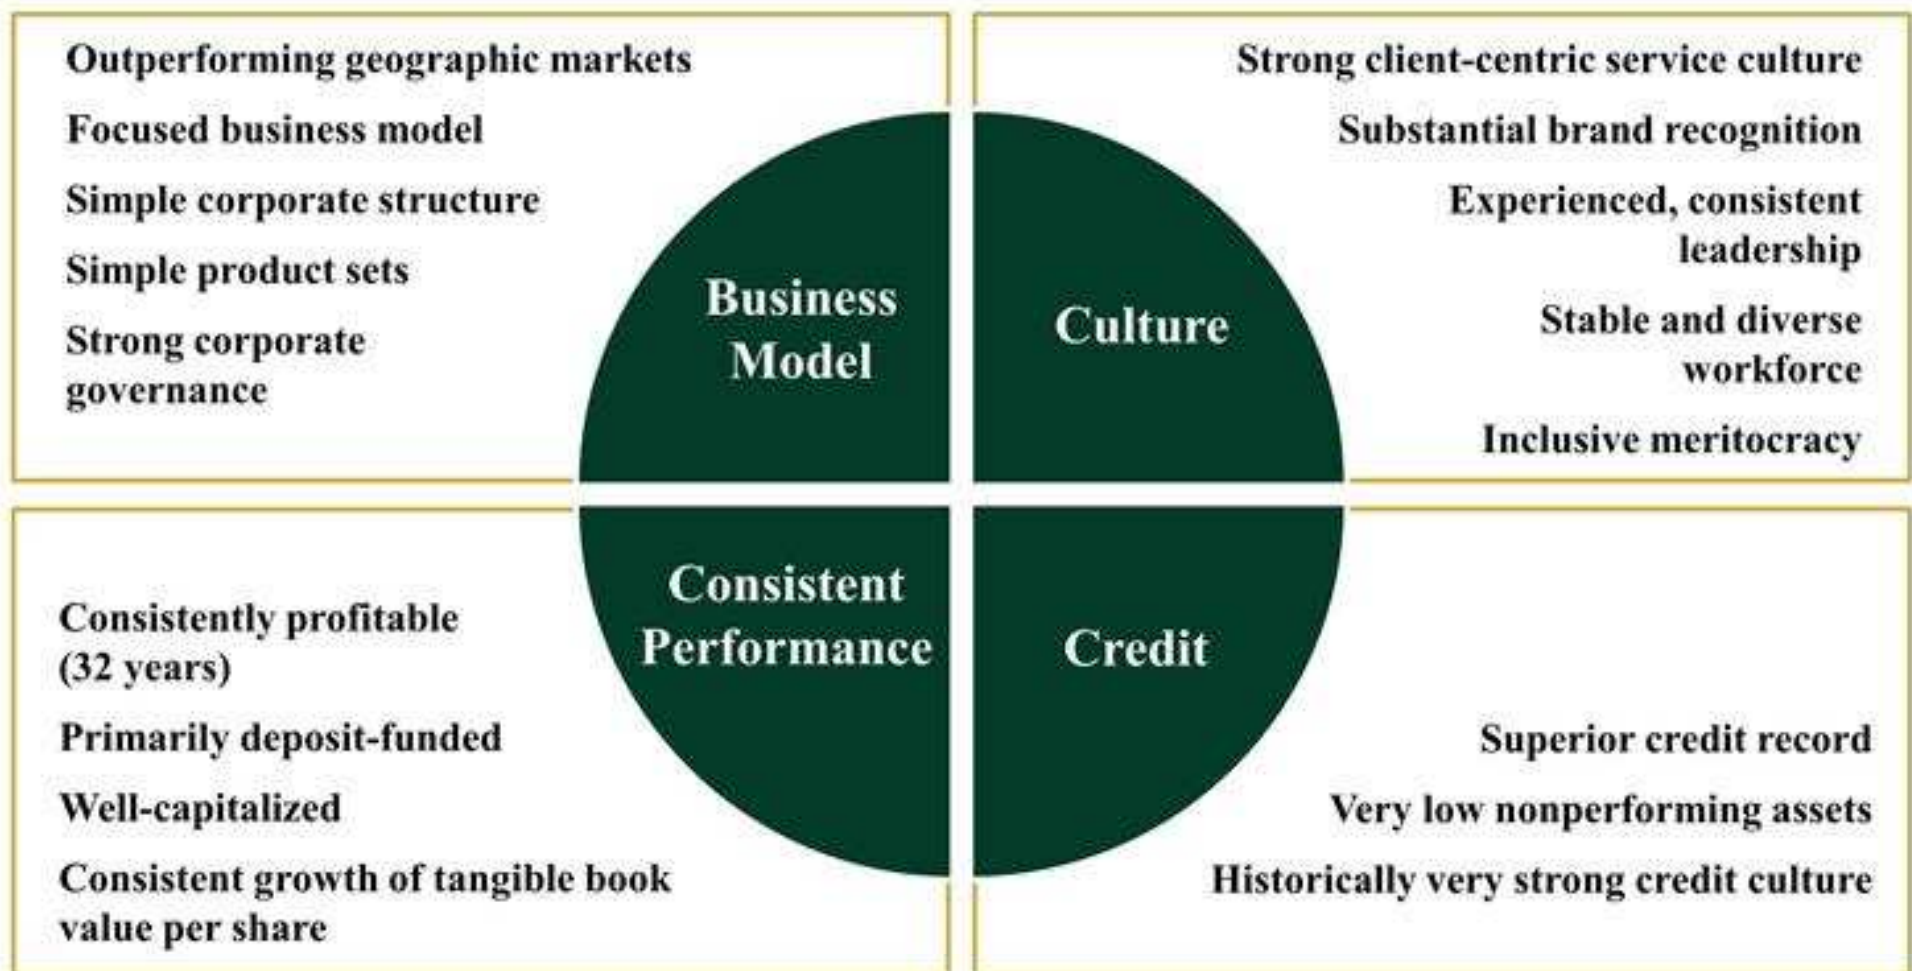 Outperforming geographic markets
Focused business model
Simple corporate structure
Simple product sets
Strong corporate
governance
Business
Model
Strong client-centric service culture
Substantial brand recognition
Experienced, consistent
leadership
Stable and diverse
workforce
Inclusive meritocracy
Culture
Consistently profitable
(32 years)
Primarily deposit-funded
Well-capitalized
Consistent growth of tangible book
value per share
Consistent
Performance
Credit
Superior credit record
Very low nonperforming assets
Historically very strong credit culture